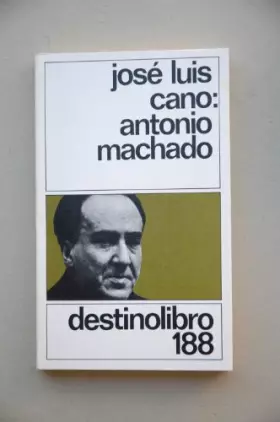 josé luis
cano:
antonio
machado
destinolibro
188